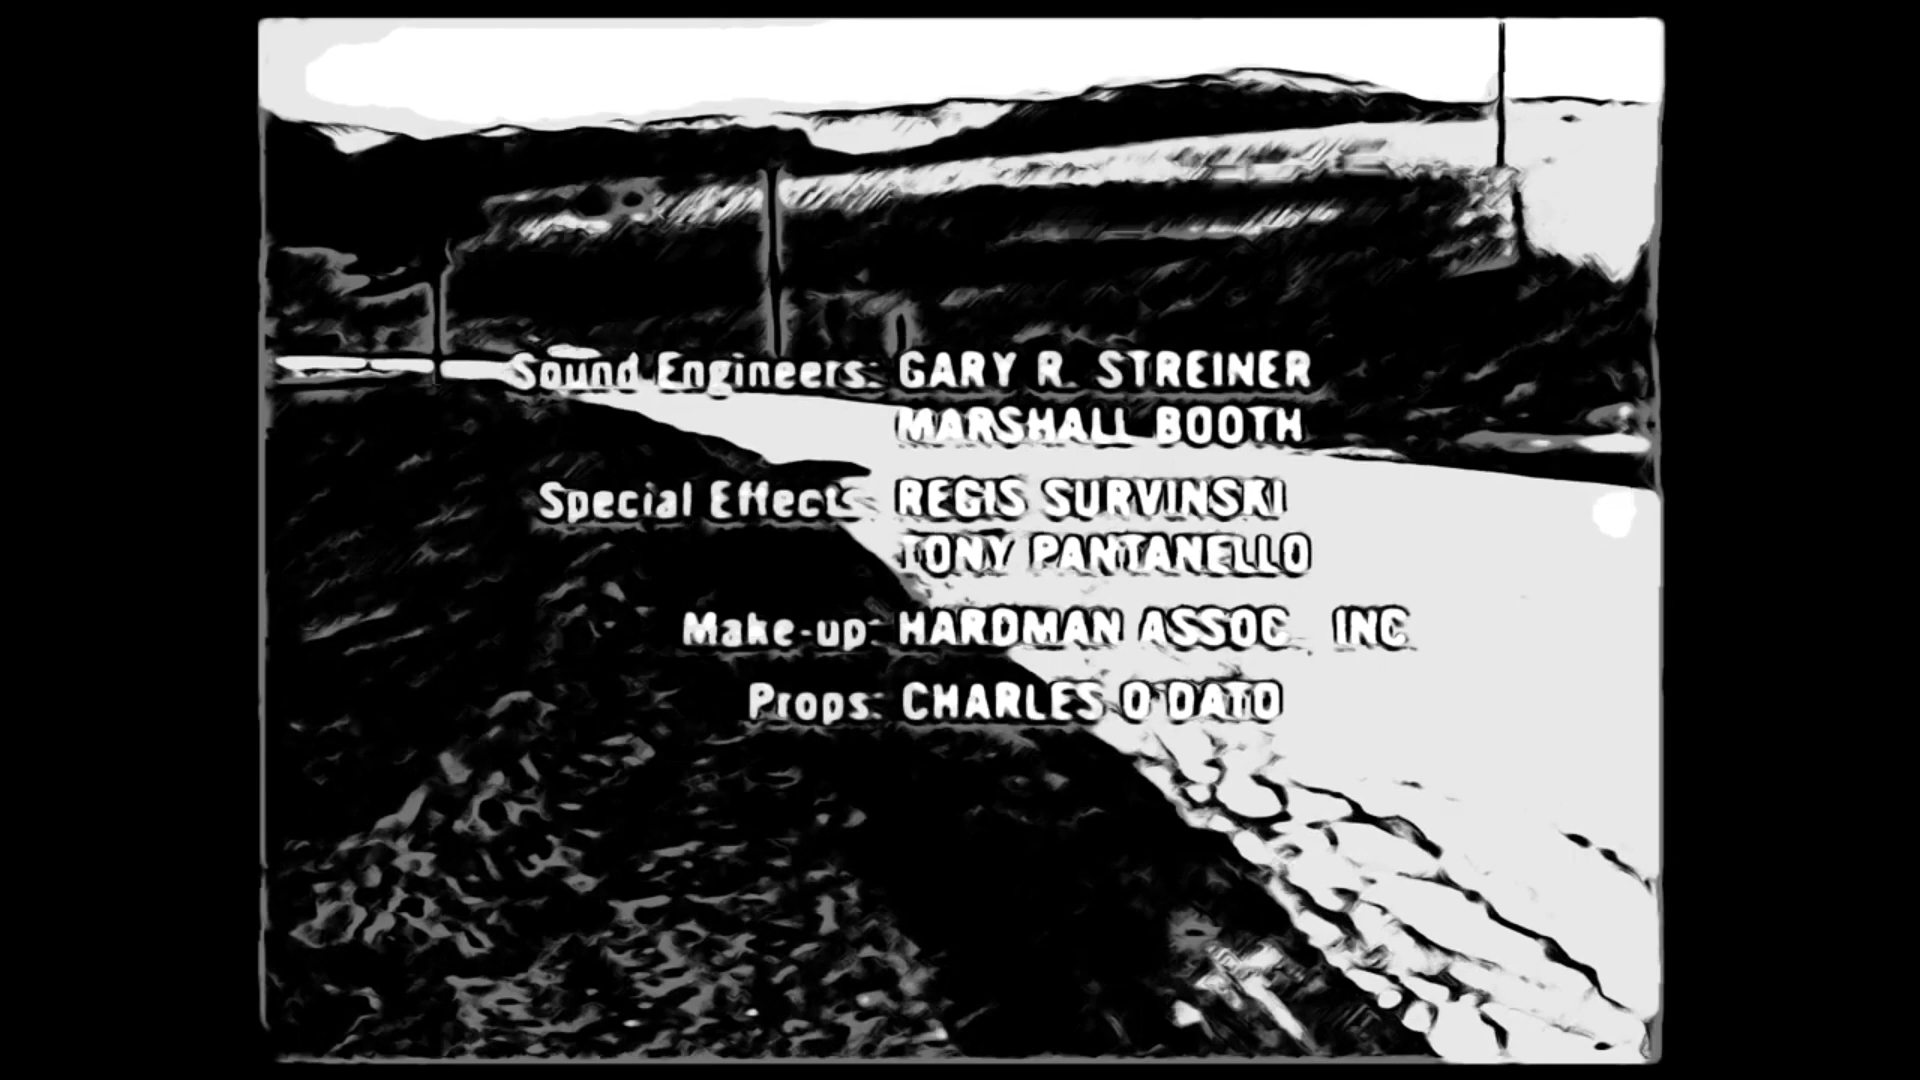 Sound Engineers: GARY R. STREINER
MARSHALL BOOTH
Special Effects: REGIS SURVINSKI
TONY PANTANELLO
Make-up: HARDMAN ASSOC., INC.
Props: CHARLES O'DATO